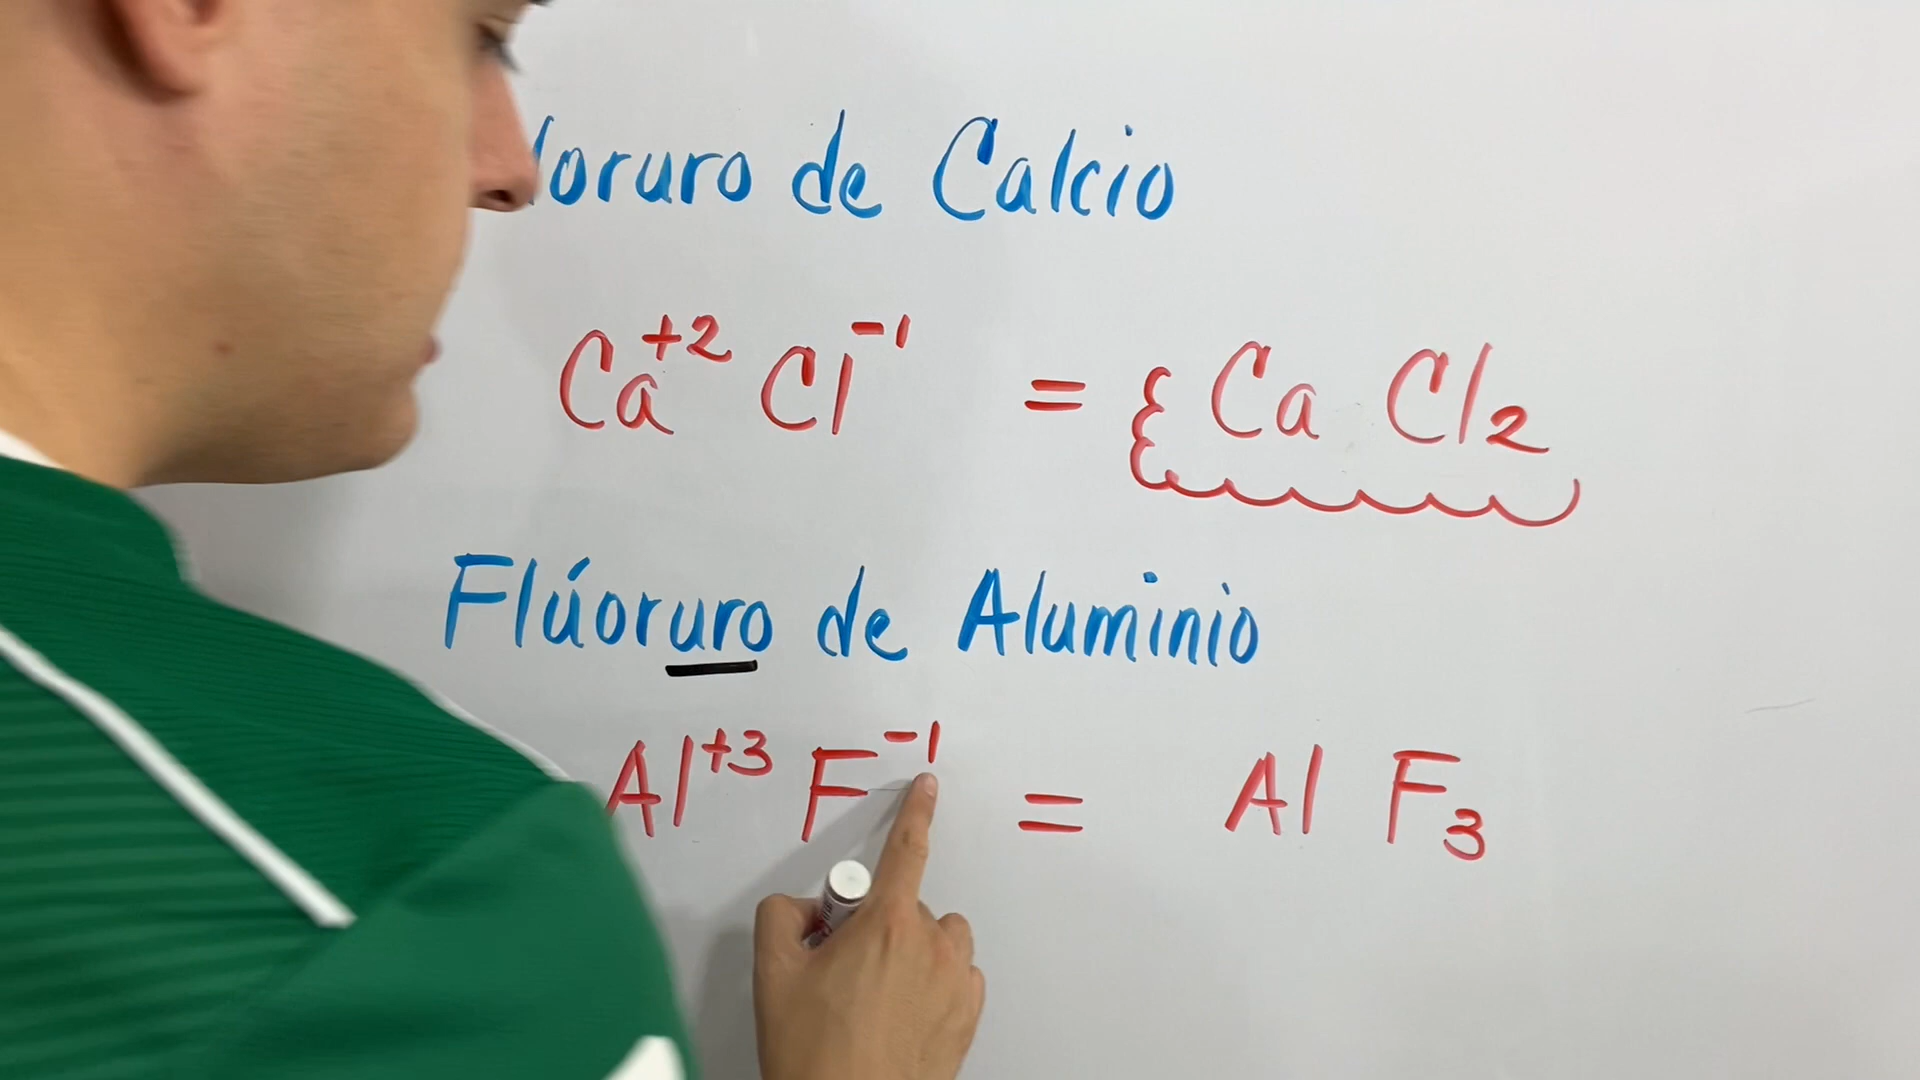 loruro de Calcio
Ca⁺² Cl⁻¹ = Ca Cl₂
Flúoruro de Aluminio
Al⁺³ F⁻¹ = Al F₃